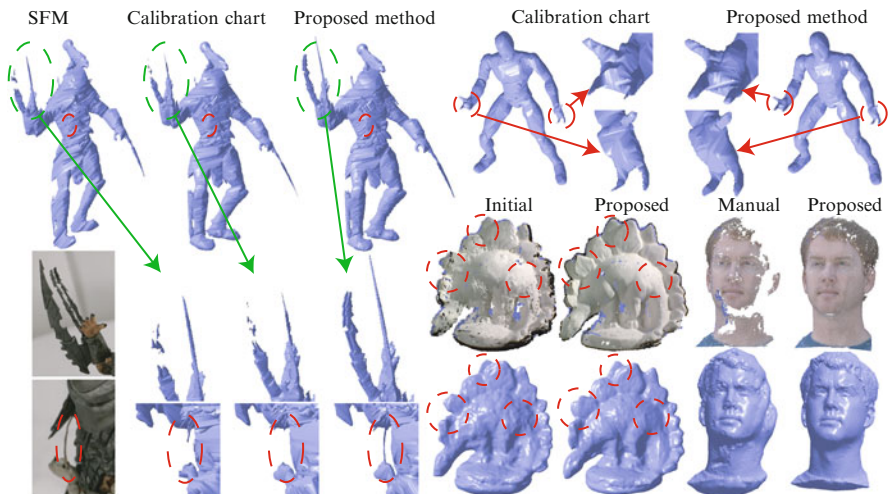 SFM
Calibration chart
Proposed method
Calibration chart
Proposed method
Initial
Proposed
Manual
Proposed